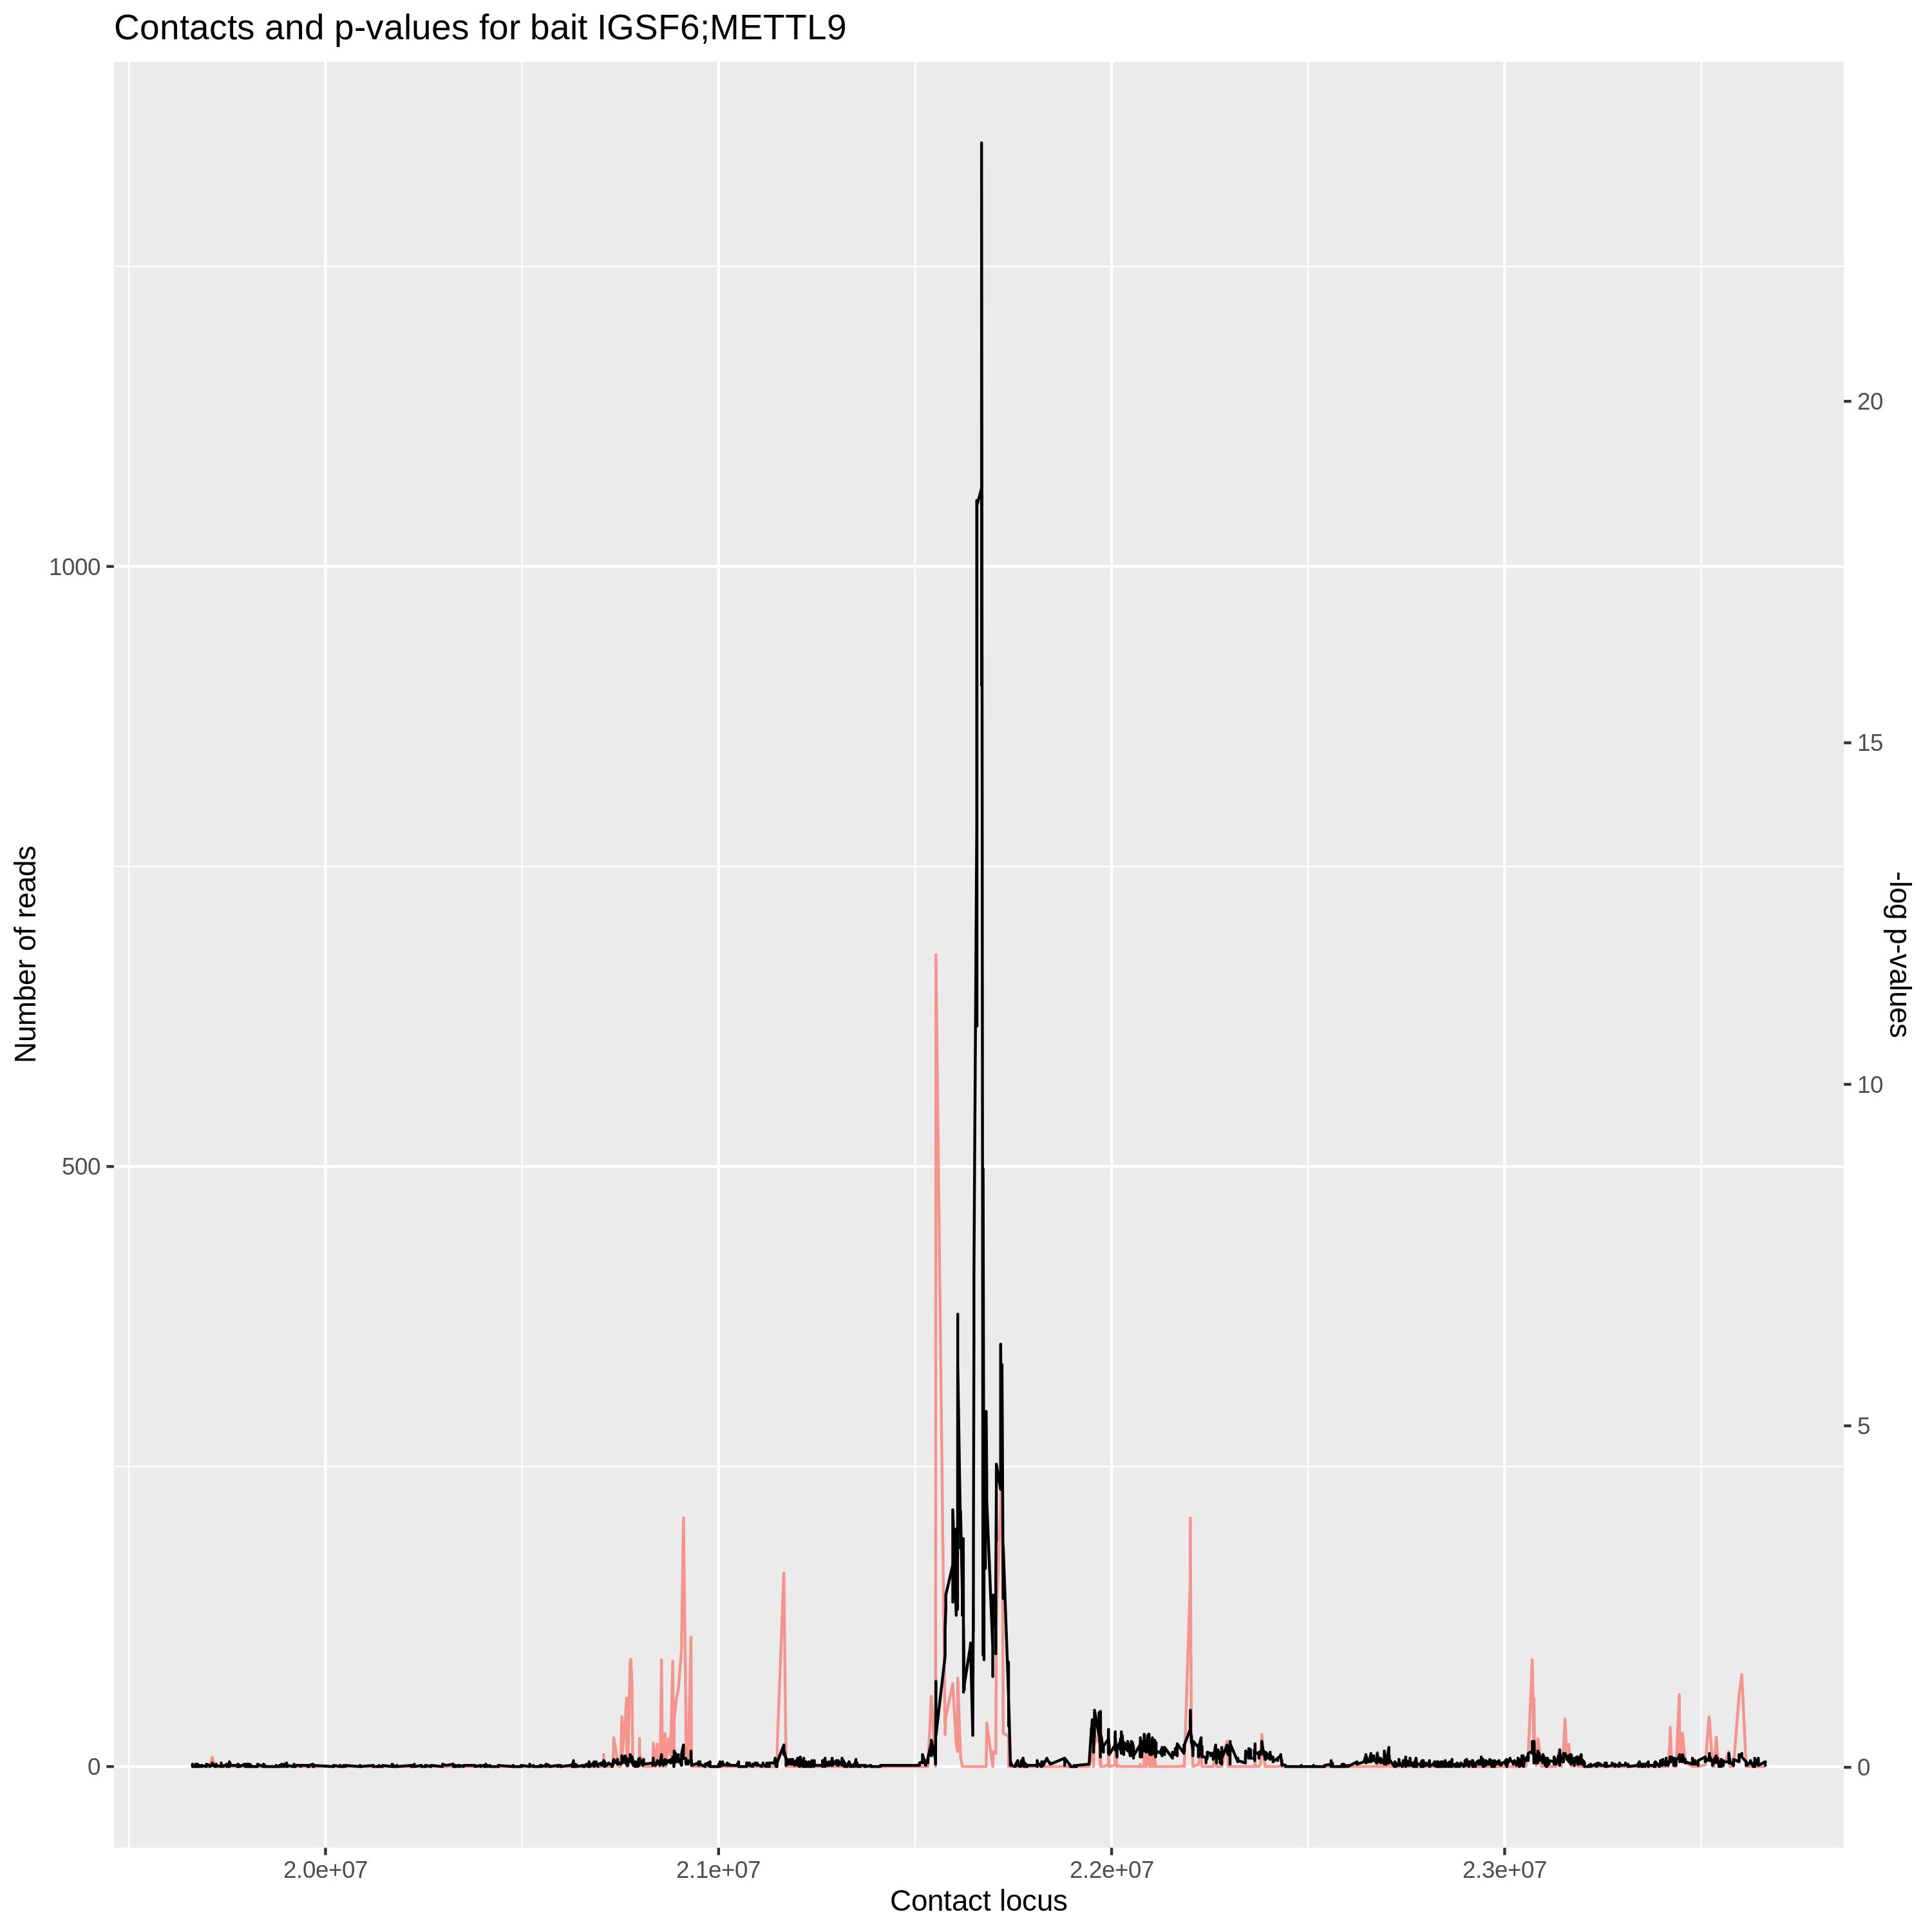 Contacts and p-values for bait IGSF6;METTL9
Number of reads
1000
500
0
20
15
10
5
0
-log p-values
2.0e+07
2.1e+07
2.2e+07
2.3e+07
Contact locus